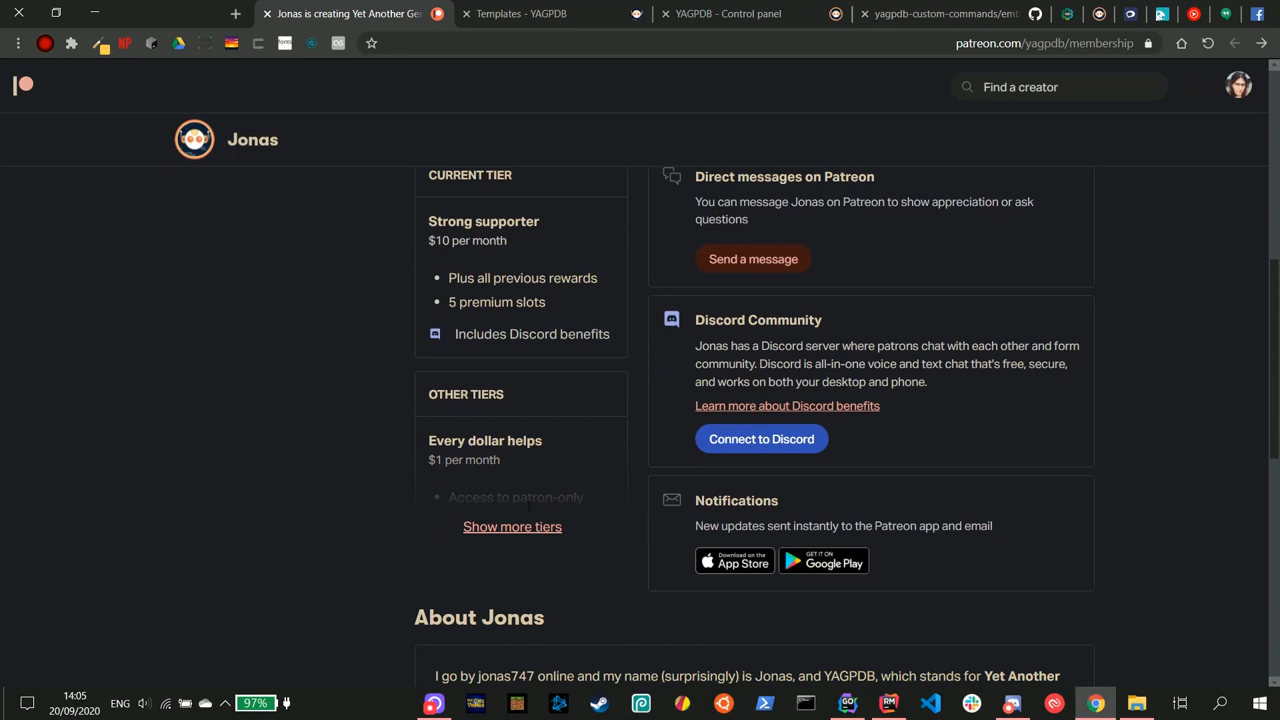 Jonas is creating Yet Another Ger
Templates - YAGPDB
YAGPDB - Control panel
yagpdb-custom-commands/emb
NP
fonts
patreon.com/yagpdb/membership
Find a creator
Jonas
CURRENT TIER
Strong supporter
$10 per month
Plus all previous rewards
5 premium slots
Includes Discord benefits
OTHER TIERS
Every dollar helps
$1 per month
Access to patron-only
Show more tiers
Direct messages on Patreon
You can message Jonas on Patreon to show appreciation or ask
questions
Send a message
Discord Community
Jonas has a Discord server where patrons chat with each other and form
community. Discord is all-in-one voice and text chat that's free, secure,
and works on both your desktop and phone.
Learn more about Discord benefits
Connect to Discord
Notifications
New updates sent instantly to the Patreon app and email
Download on the
App Store
GET IT ON
Google Play
About Jonas
I go by jonas747 online and my name (surprisingly) is Jonas, and YAGPDB, which stands for Yet Another
14:05
20/09/2020
ENG
97%